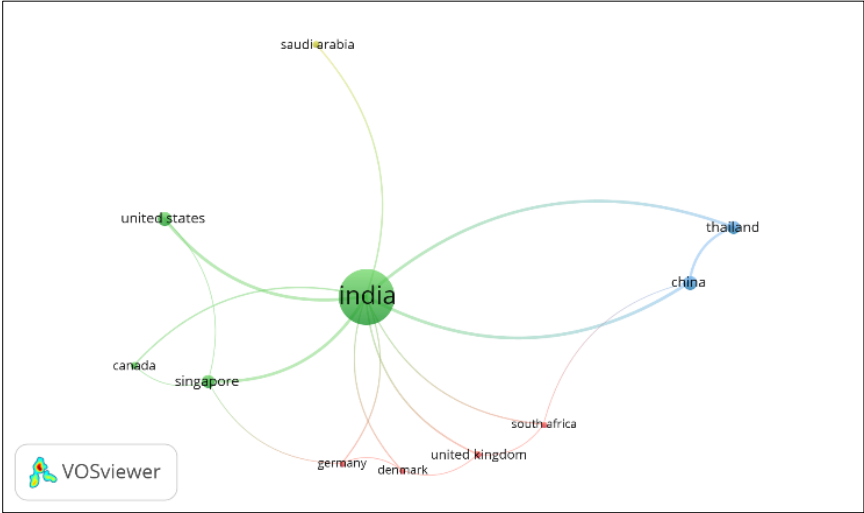 saudi arabia
united states
thailand
china
india
canada
singapore
south africa
united kingdom
germany
denmark
VOSviewer